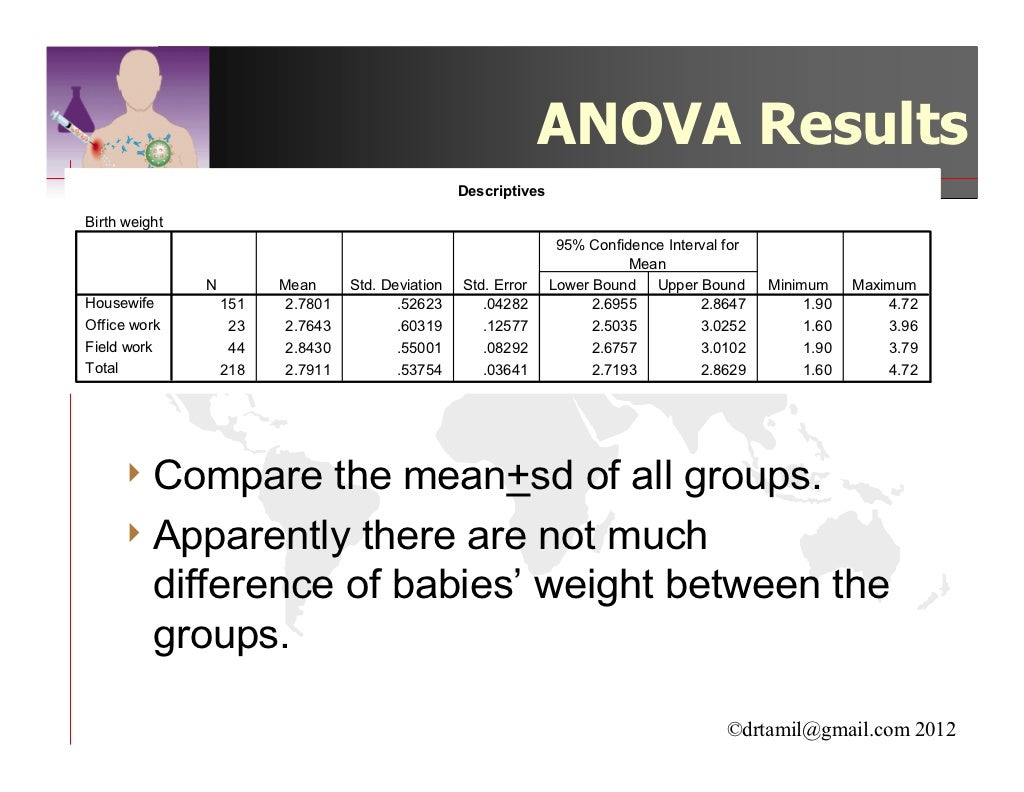 ANOVA Results
Descriptives
Birth weight
95% Confidence Interval for
Mean
N Mean Std. Deviation Std. Error Lower Bound Upper Bound Minimum Maximum
Housewife 151 2.7801 .52623 .04282 2.6955 2.8647 1.90 4.72
Office work 23 2.7643 .60319 .12577 2.5035 3.0252 1.60 3.96
Field work 44 2.8430 .55001 .08292 2.6757 3.0102 1.90 3.79
Total 218 2.7911 .53754 .03641 2.7193 2.8629 1.60 4.72
Compare the mean+sd of all groups.
Apparently there are not much
difference of babies’ weight between the
groups.
©drtamil@gmail.com 2012